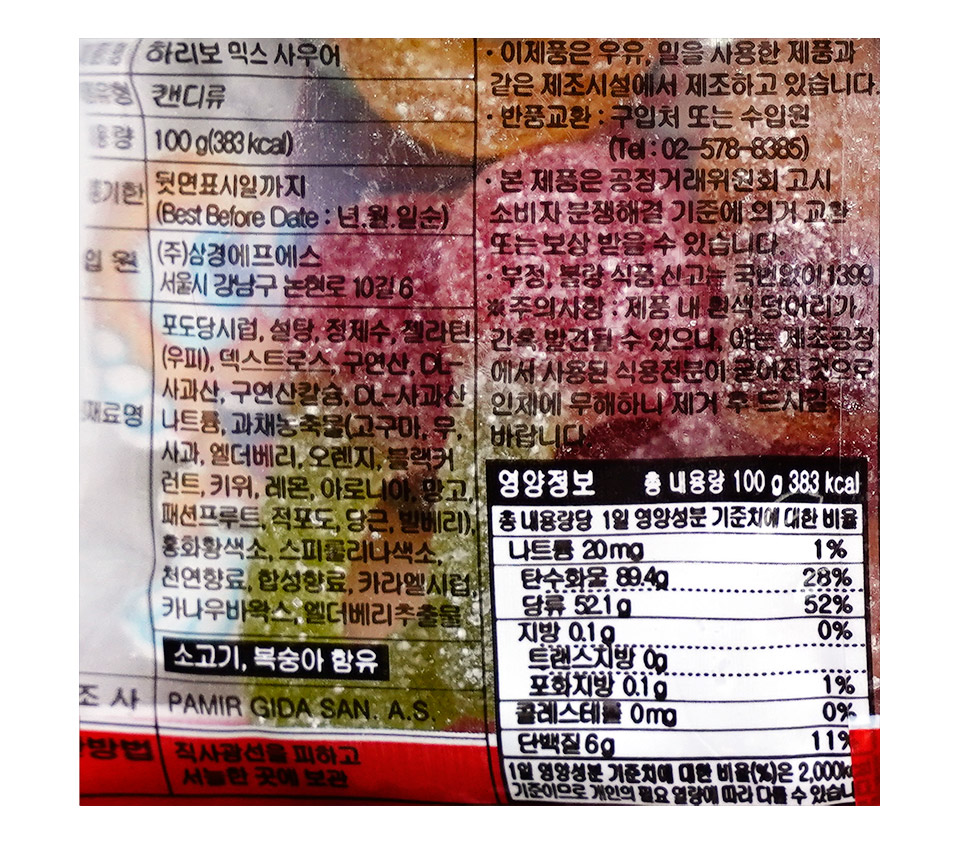 하리보 믹스 사우어
유형 캔디류
용량 100 g(383 kcal)
통기한 뒷면표시일까지
(Best Before Date : 년.월.일순)
입 원 (주)삼경에프에스
서울시 강남구 논현로 10길 6
재료명 포도당시럽, 설탕, 정제수, 젤라틴
(우피), 덱스트로스, 구연산, DL-
사과산, 구연산칼슘, DL-사과산
나트륨, 과채농축물(고구마, 무,
사과, 엘더베리, 오렌지, 블랙커
런트, 키위, 레몬, 아로니아, 망고,
패션프루트, 적포도, 당근, 빌베리),
홍화황색소, 스피룰리나색소,
천연향료, 합성향료, 카라멜시럽,
카나우바왁스, 엘더베리추출물
소고기, 복숭아 함유
조 사 PAMIR GIDA SAN. A.S.
방법 직사광선을 피하고
서늘한 곳에 보관
· 이제품은 우유, 밀을 사용한 제품과
같은 제조시설에서 제조하고 있습니다.
· 반품교환 : 구입처 또는 수입원
(Tel : 02-578-8385)
· 본 제품은 공정거래위원회 고시
소비자 분쟁해결 기준에 의거 교환
또는 보상 받을 수 있습니다.
· 부정, 불량 식품 신고는 국번없이 1399
※주의사항 : 제품 내 흰색 덩어리가
간혹 발견될 수 있으나, 이는 제조공정
에서 사용된 식용전분이 굳어진 것으로
인체에 무해하니 제거 후 드시길
바랍니다
영양정보 총 내용량 100 g 383 kcal
총 내용량당 1일 영양성분 기준치에 대한 비율
나트륨 20mg 1%
탄수화물 89.4g 28%
당류 52.1g 52%
지방 0.1g 0%
트랜스지방 0g
포화지방 0.1g 1%
콜레스테롤 0mg 0%
단백질 6g 11%
1일 영양성분 기준치에 대한 비율(%)은 2,000k
기준이므로 개인의 필요 열량에 따라 다를 수 있습니